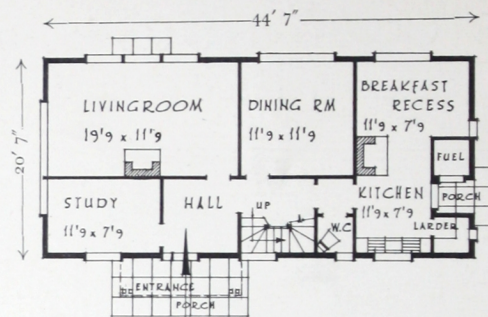 44' 7"
20' 7"
LIVINGROOM
19'9 x 11'9
DINING RM
11'9 x 11'9
BREAKFAST
RECESS
11'9 x 7'9
FUEL
STUDY
11'9 x 7'9
HALL
UP
W.C
KITCHEN
11'9 x 7'9
PORCH
LARDER
ENTRANCE
PORCH